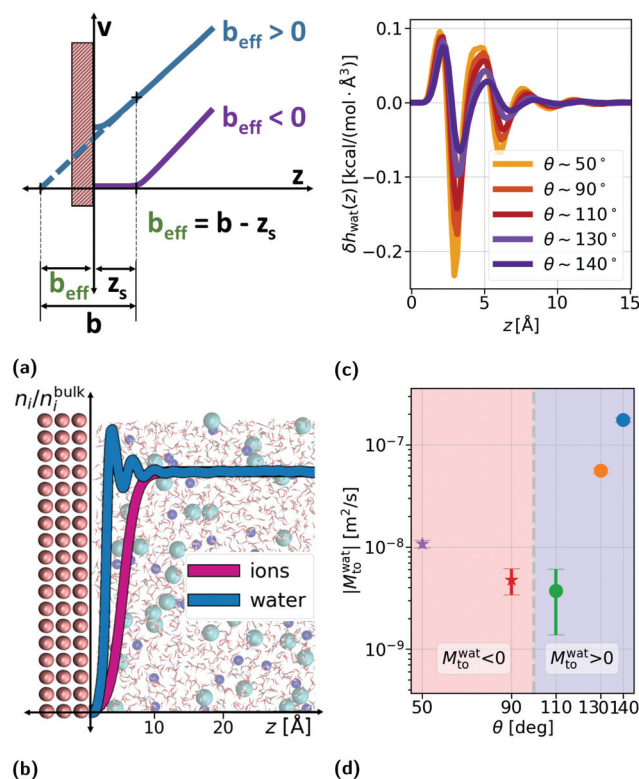 v
b_eff > 0
b_eff < 0
z
b_eff = b - z_s
b_eff
z_s
b
(a)
δh_wat(z) [kcal/(mol · Å³)]
0.1
0.0
−0.1
−0.2
θ ∼ 50°
θ ∼ 90°
θ ∼ 110°
θ ∼ 130°
θ ∼ 140°
0 5 10 15
z [Å]
(c)
n_i/n_i^bulk
ions
water
10 20
z [Å]
(b)
|M_to^wat| [m²/s]
10⁻⁷
10⁻⁸
10⁻⁹
M_to^wat<0
M_to^wat>0
50 90 110 130 140
θ [deg]
(d)